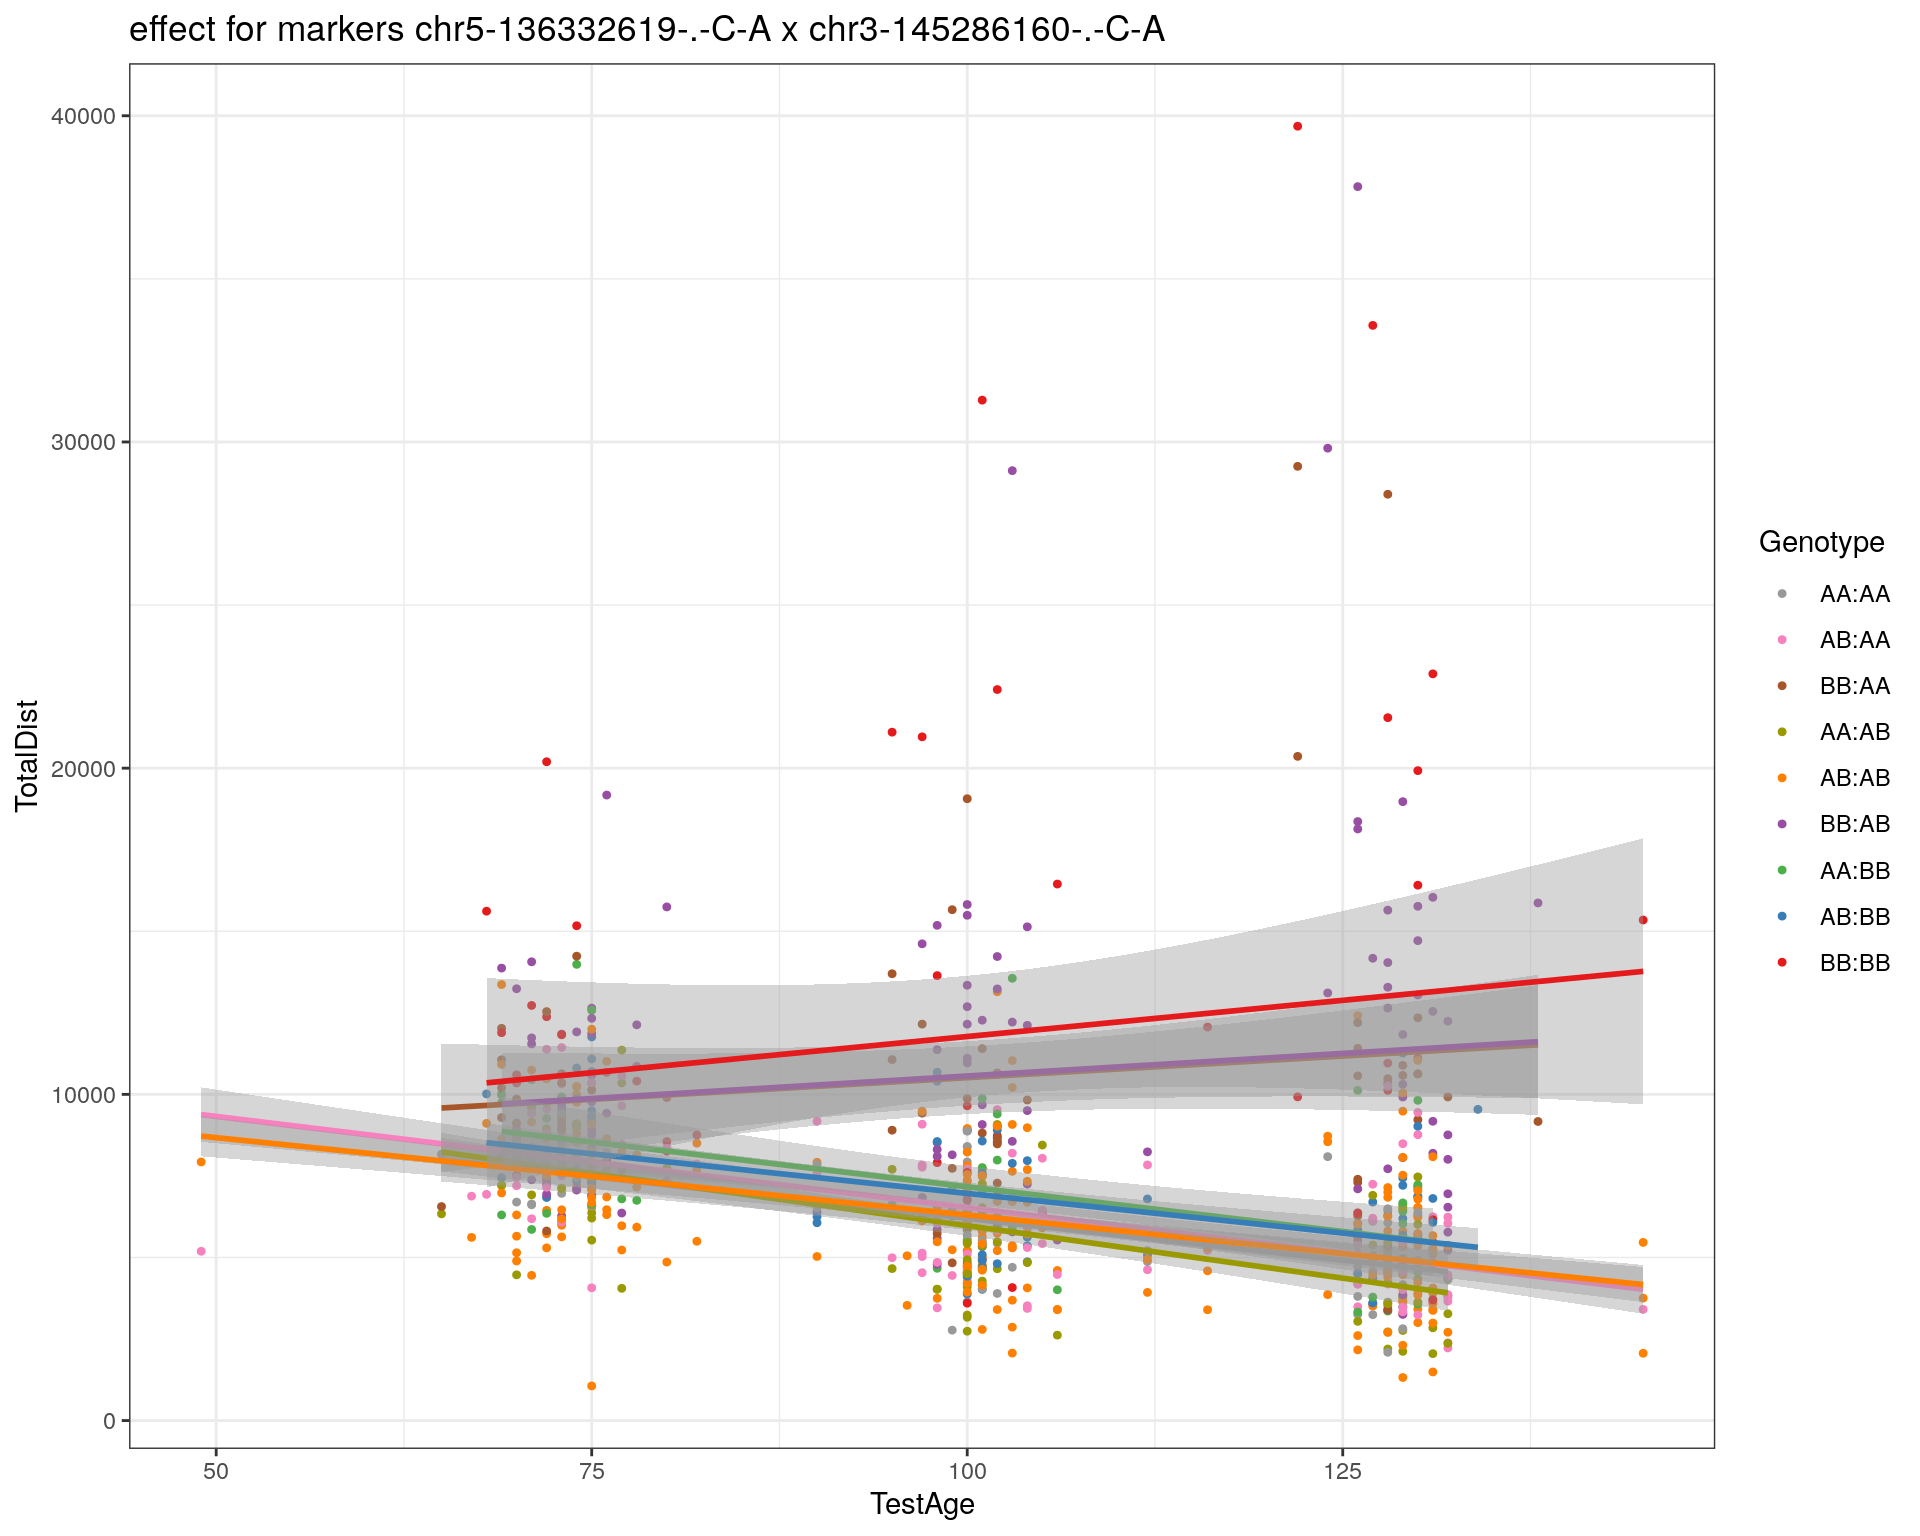 effect for markers chr5-136332619-.-C-A x chr3-145286160-.-C-A
40000
30000
20000
10000
0
TotalDist
50
75
100
125
TestAge
Genotype
AA:AA
AB:AA
BB:AA
AA:AB
AB:AB
BB:AB
AA:BB
AB:BB
BB:BB